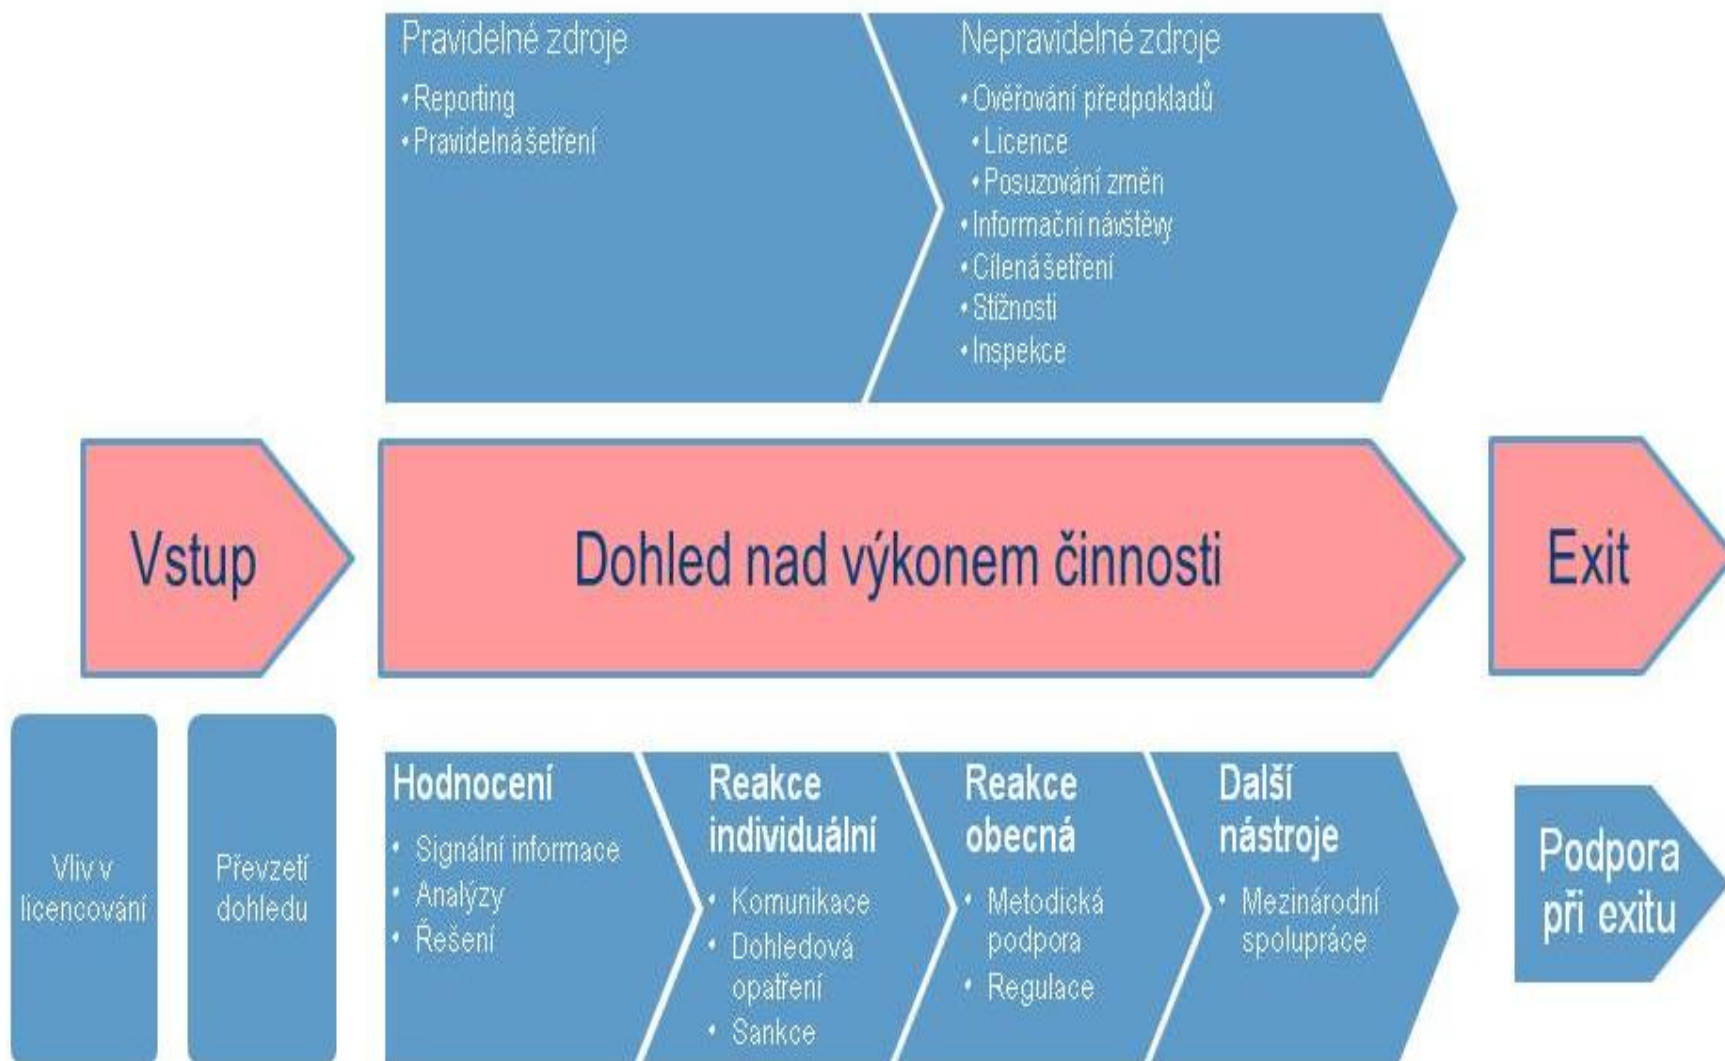 Pravidelné zdroje
• Reporting
• Pravidelná šetření
Nepravidelné zdroje
• Ověřování předpokladů
• Licence
• Posuzování změn
• Informační návštěvy
• Cílená šetření
• Stížnosti
• Inspekce
Vstup
Dohled nad výkonem činnosti
Exit
Vliv v
licencování
Převzetí
dohledu
Hodnocení
• Signální informace
• Analýzy
• Řešení
Reakce
individuální
• Komunikace
• Dohledová
opatření
• Sankce
Reakce
obecná
• Metodická
podpora
• Regulace
Další
nástroje
• Mezinárodní
spolupráce
Podpora
při exitu